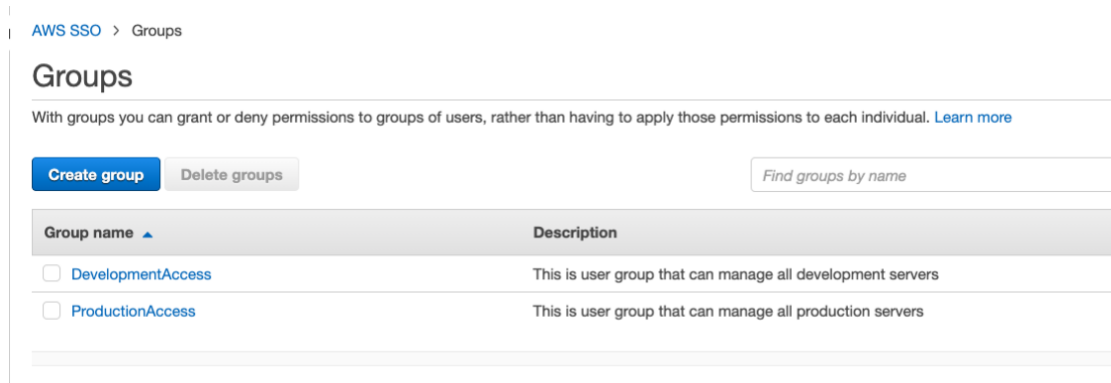 AWS SSO > Groups
Groups
With groups you can grant or deny permissions to groups of users, rather than having to apply those permissions to each individual. Learn more
Create group Delete groups Find groups by name
Group name Description
DevelopmentAccess This is user group that can manage all development servers
ProductionAccess This is user group that can manage all production servers